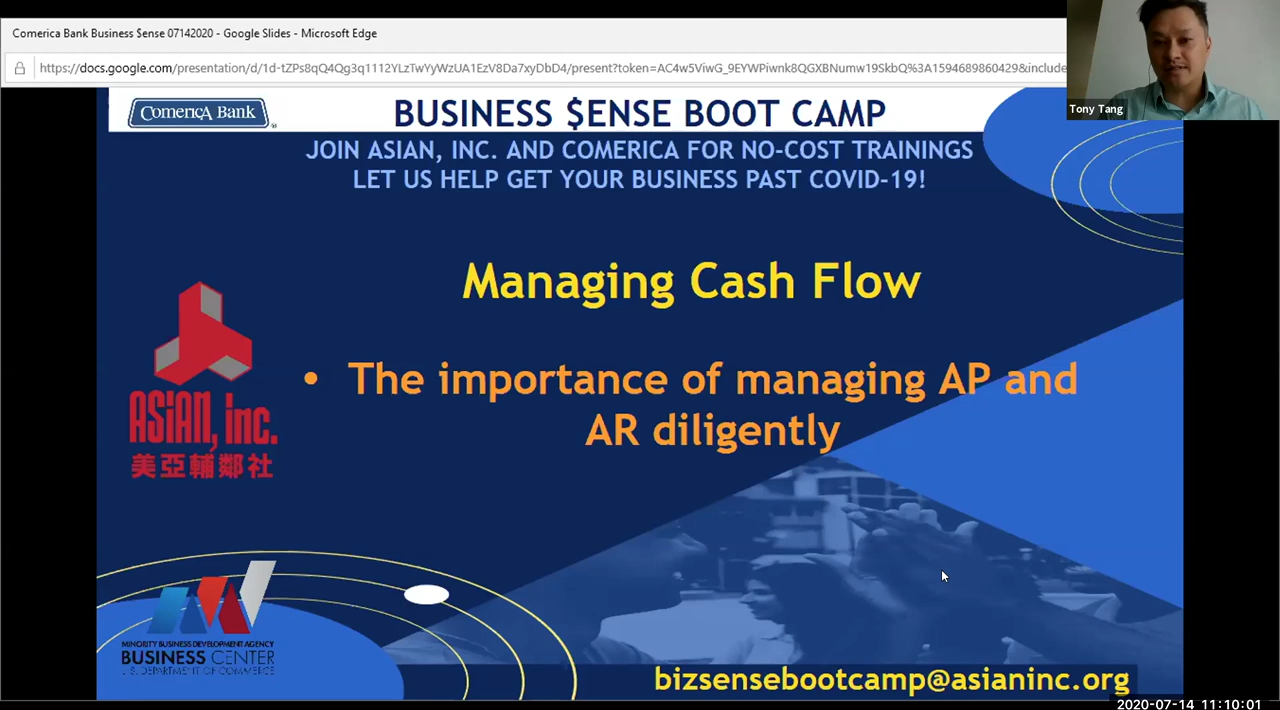 Comerica Bank Business $ense 07142020 - Google Slides - Microsoft Edge
https://docs.google.com/presentation/d/1d-tZPs8qQ4Qg3q1112YLzTwYyWzUA1EzV8Da7xyDbD4/present?token=AC4w5ViwG_9EYWPiwnk8QGXBNumw19SkbQ%3A1594689860429&include
Tony Tang
ComericA Bank
BUSINESS $ENSE BOOT CAMP
JOIN ASIAN, INC. AND COMERICA FOR NO-COST TRAININGS
LET US HELP GET YOUR BUSINESS PAST COVID-19!
Managing Cash Flow
• The importance of managing AP and
AR diligently
ASIAN, inc.
美亞輔鄰社
MINORITY BUSINESS DEVELOPMENT AGENCY
BUSINESS CENTER
U.S. DEPARTMENT OF COMMERCE
bizsensebootcamp@asianinc.org
2020-07-14 11:10:01